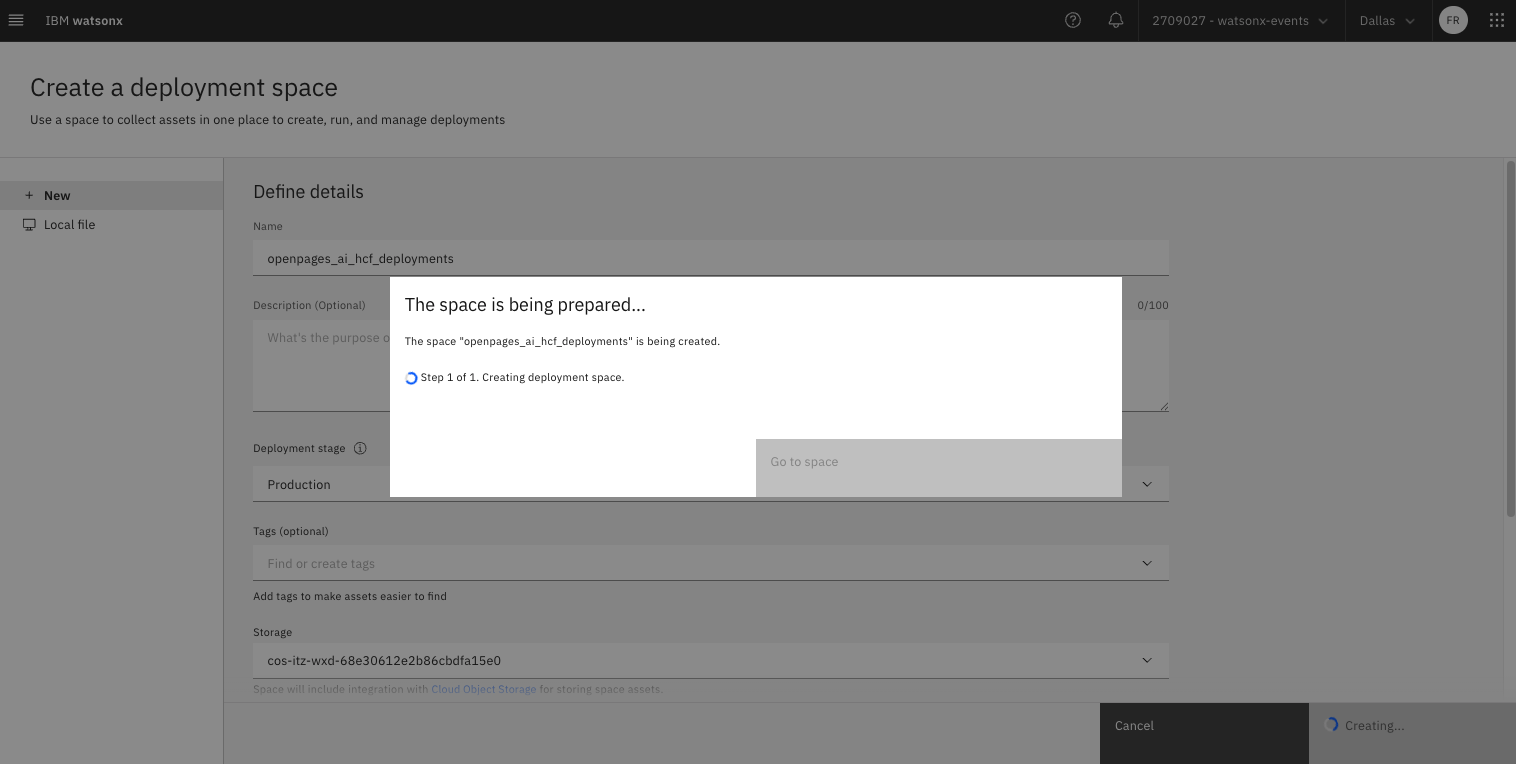 IBM watsonx
2709027 - watsonx-events
Dallas
FR
Create a deployment space
Use a space to collect assets in one place to create, run, and manage deployments
+ New
Local file
Define details
Name
openpages_ai_hcf_deployments
Description (Optional)
0/100
What's the purpose o
The space is being prepared...
The space "openpages_ai_hcf_deployments" is being created.
Step 1 of 1. Creating deployment space.
Go to space
Deployment stage
Production
Tags (optional)
Find or create tags
Add tags to make assets easier to find
Storage
cos-itz-wxd-68e30612e2b86cbdfa15e0
Space will include integration with Cloud Object Storage for storing space assets.
Cancel
Creating...